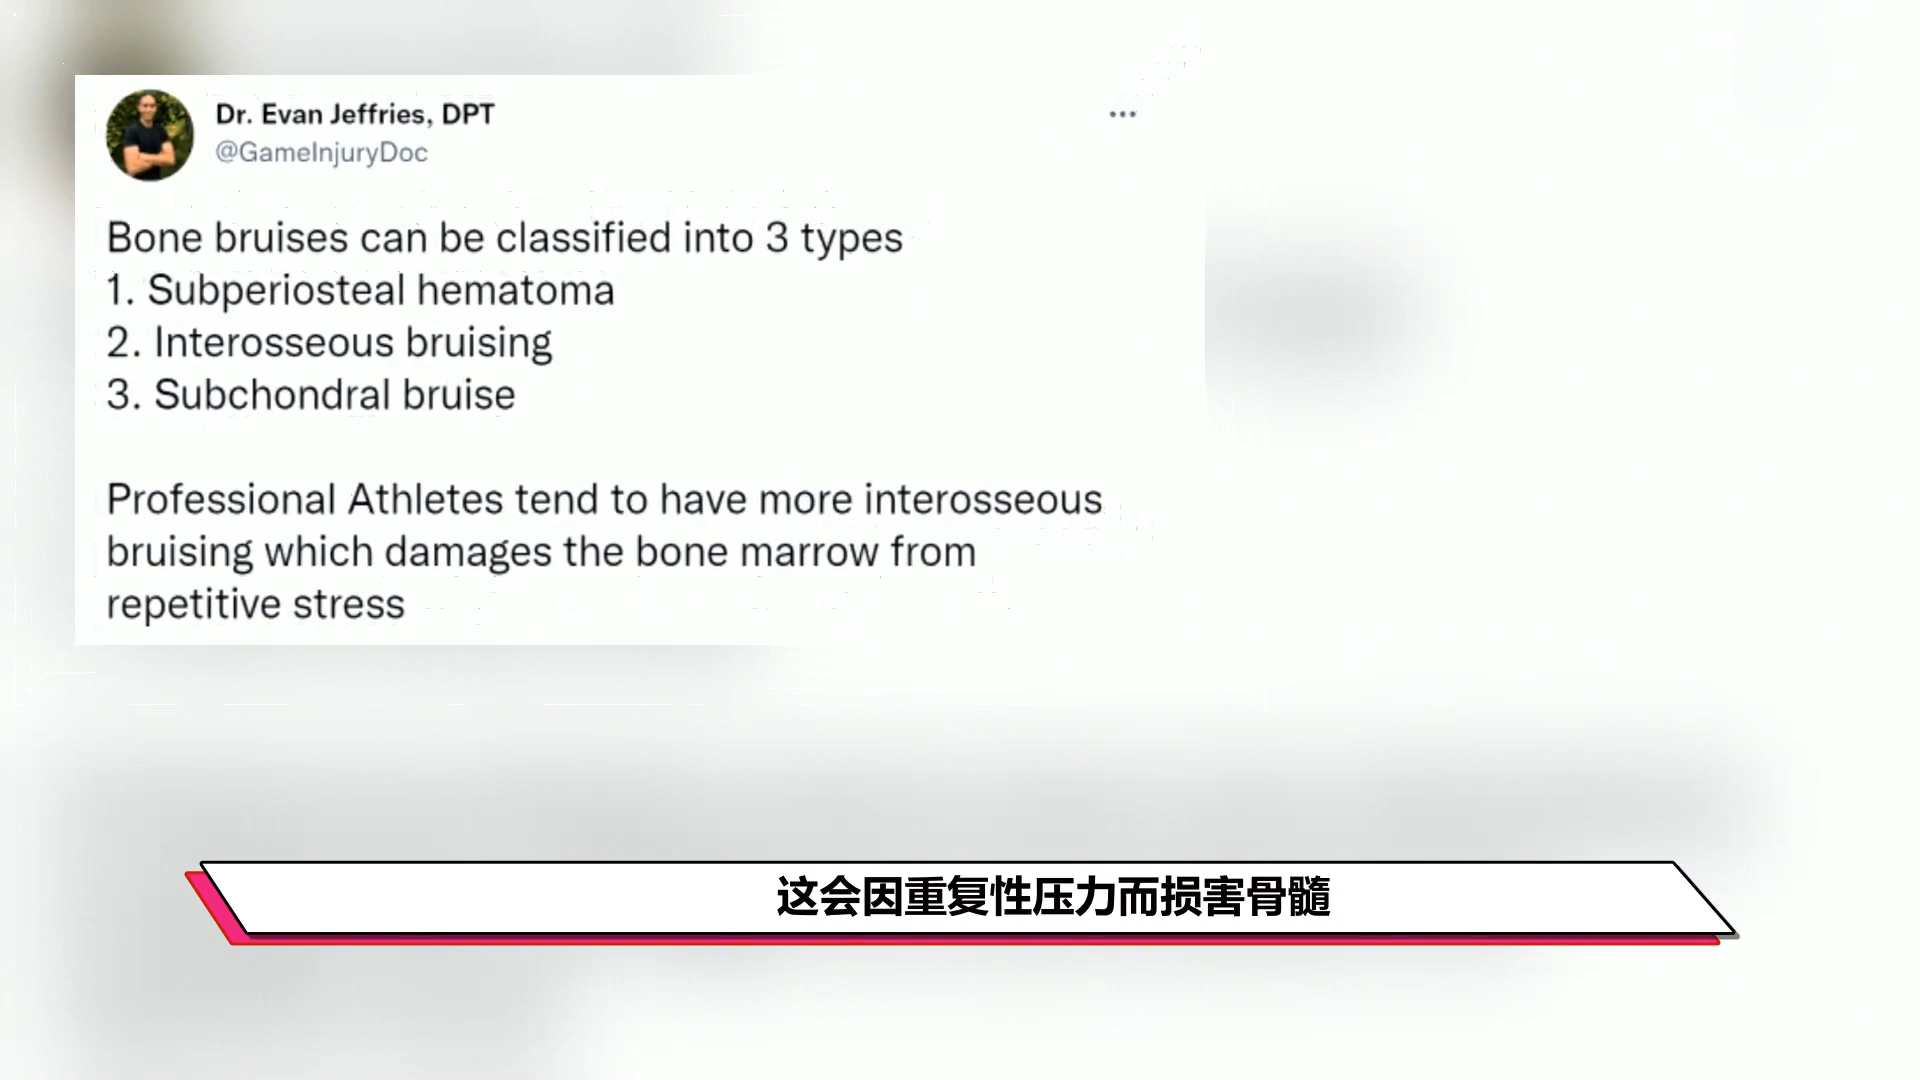 Dr. Evan Jeffries, DPT
@GameInjuryDoc
Bone bruises can be classified into 3 types
1. Subperiosteal hematoma
2. Interosseous bruising
3. Subchondral bruise
Professional Athletes tend to have more interosseous
bruising which damages the bone marrow from
repetitive stress
这会因重复性压力而损害骨髓